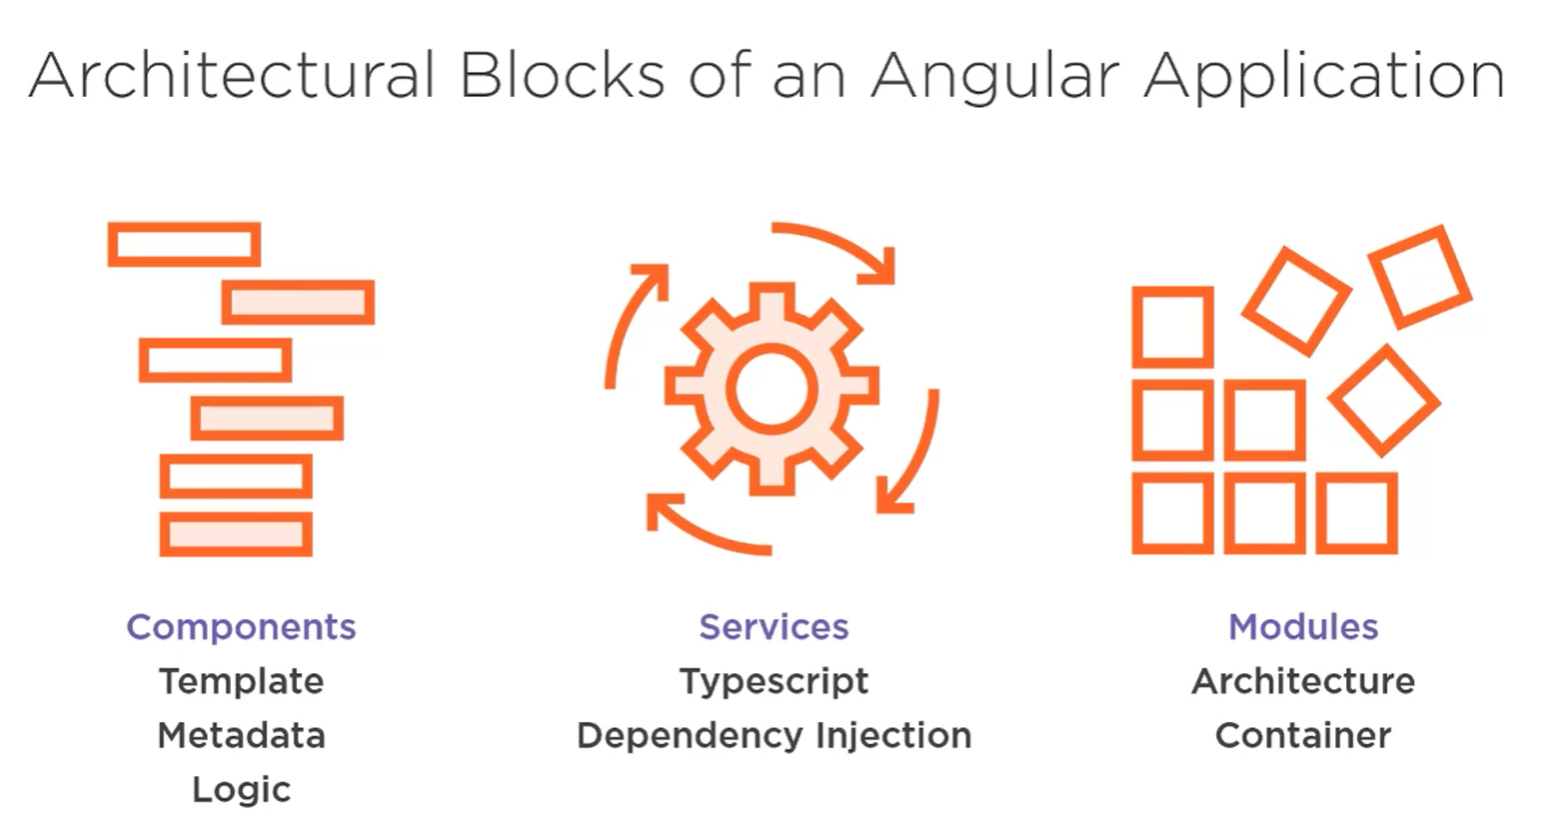 Architectural Blocks of an Angular Application
Components
Template
Metadata
Logic
Services
Typescript
Dependency Injection
Modules
Architecture
Container